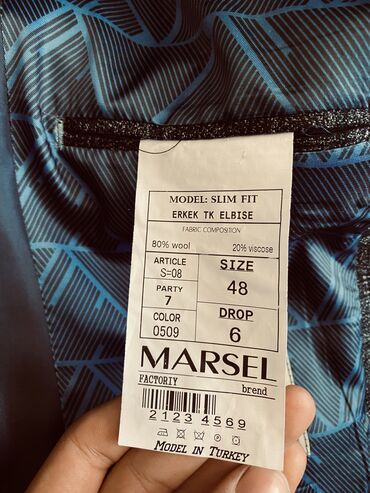 MODEL: SLIM FIT
ERKEK TK ELBISE
FABRIC COMPOSITION
80% wool 20% viscose
ARTICLE
S=08
SIZE
48
PARTY
7
DROP
6
COLOR
0509
MARSEL
FACTORIY brend
2123 4569
MODEL IN TURKEY